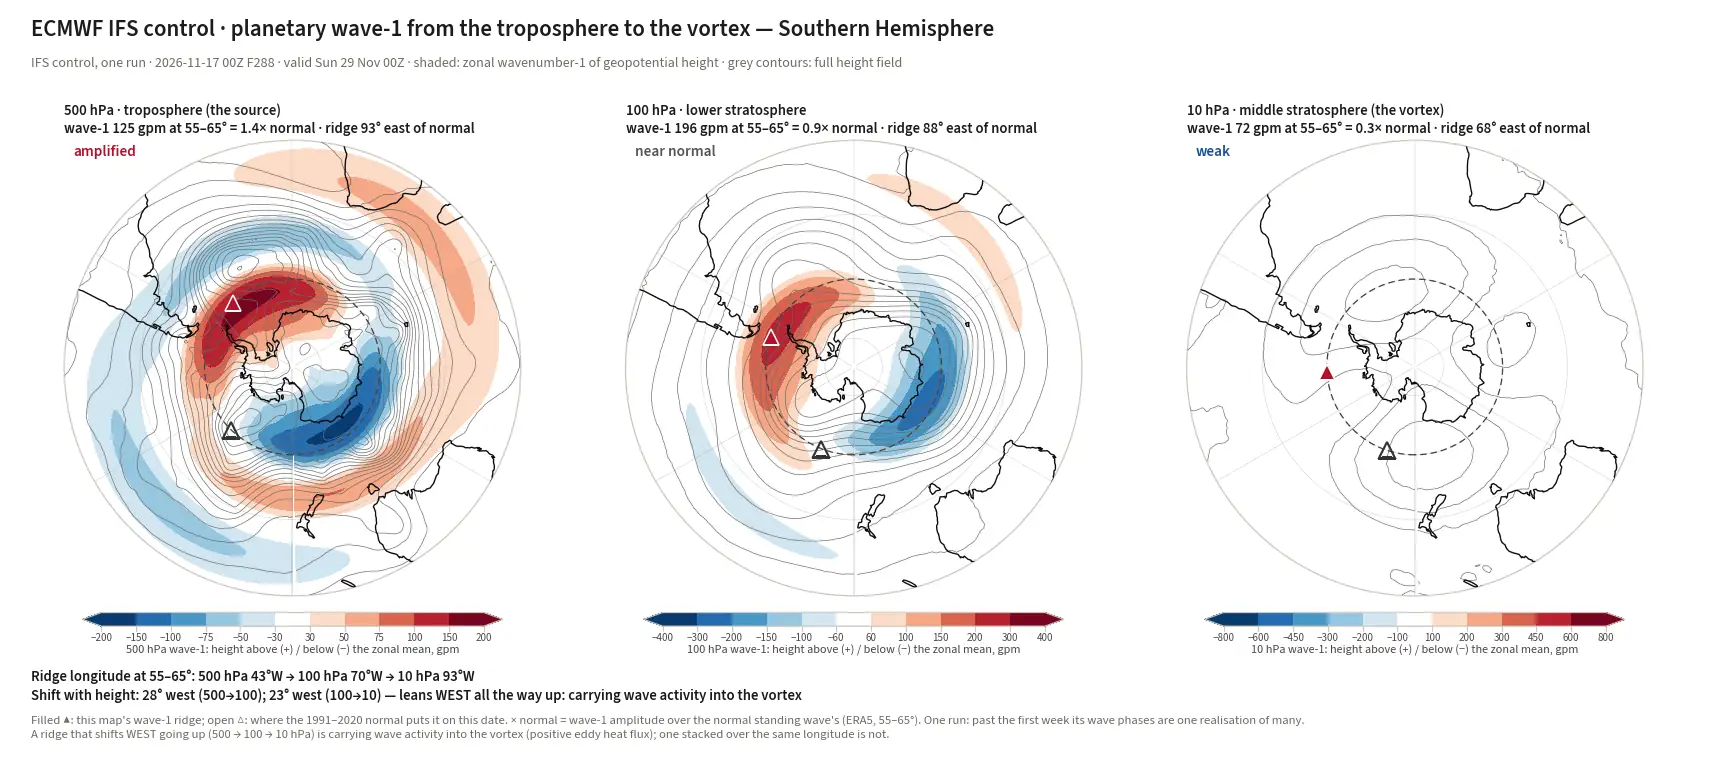 ECMWF IFS control · planetary wave-1 from the troposphere to the vortex — Southern Hemisphere
IFS control, one run · 2026-11-17 00Z F288 · valid Sun 29 Nov 00Z · shaded: zonal wavenumber-1 of geopotential height · grey contours: full height field
500 hPa · troposphere (the source)
wave-1 125 gpm at 55–65° = 1.4× normal · ridge 93° east of normal
amplified
100 hPa · lower stratosphere
wave-1 196 gpm at 55–65° = 0.9× normal · ridge 88° east of normal
near normal
10 hPa · middle stratosphere (the vortex)
wave-1 72 gpm at 55–65° = 0.3× normal · ridge 68° east of normal
weak
−200 −150 −100 −75 −50 −30 30 50 75 100 150 200
500 hPa wave-1: height above (+) / below (−) the zonal mean, gpm
−400 −300 −200 −150 −100 −60 60 100 150 200 300 400
100 hPa wave-1: height above (+) / below (−) the zonal mean, gpm
−800 −600 −450 −300 −200 −100 100 200 300 450 600 800
10 hPa wave-1: height above (+) / below (−) the zonal mean, gpm
Ridge longitude at 55–65°: 500 hPa 43°W → 100 hPa 70°W → 10 hPa 93°W
Shift with height: 28° west (500→100); 23° west (100→10) — leans WEST all the way up: carrying wave activity into the vortex
Filled ▲: this map's wave-1 ridge; open △: where the 1991–2020 normal puts it on this date. × normal = wave-1 amplitude over the normal standing wave's (ERA5, 55–65°). One run: past the first week its wave phases are one realisation of many.
A ridge that shifts WEST going up (500 → 100 → 10 hPa) is carrying wave activity into the vortex (positive eddy heat flux); one stacked over the same longitude is not.